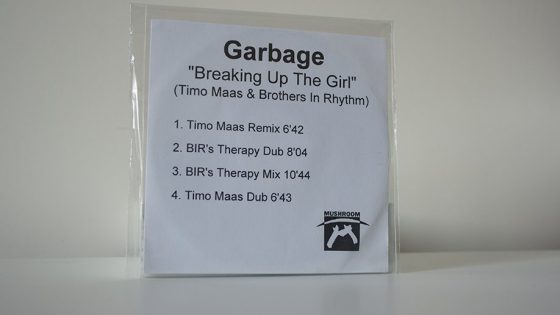 Garbage
"Breaking Up The Girl"
(Timo Maas & Brothers In Rhythm)
1. Timo Maas Remix 6'42
2. BIR's Therapy Dub 8'04
3. BIR's Therapy Mix 10'44
4. Timo Maas Dub 6'43
MUSHROOM